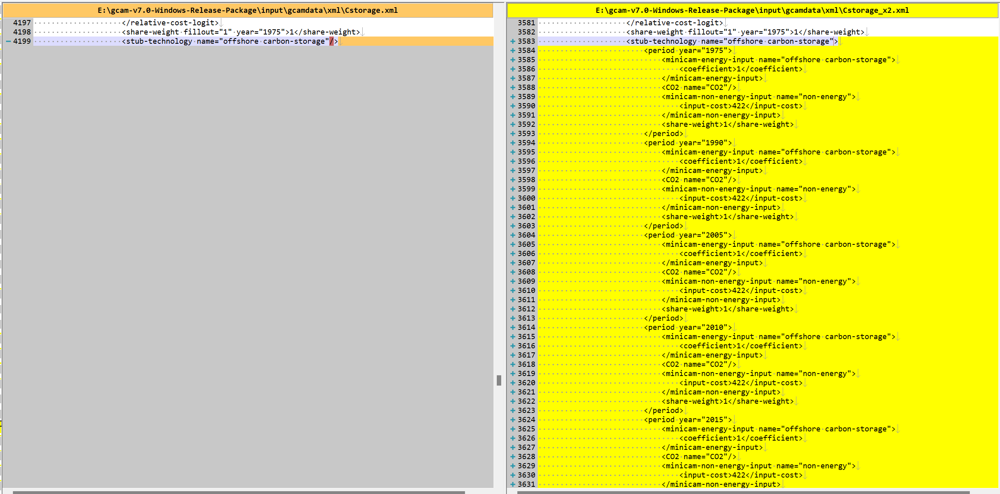 E:\gcam-v7.0-Windows-Release-Package\input\gcamdata\xml\Cstorage.xml
4197 </relative-cost-logit>
4198 <share-weight fillout="1" year="1975">1</share-weight>
4199 <stub-technology name="offshore carbon-storage"/>
E:\gcam-v7.0-Windows-Release-Package\input\gcamdata\xml\Cstorage_x2.xml
3581 </relative-cost-logit>
3582 <share-weight fillout="1" year="1975">1</share-weight>
3583 <stub-technology name="offshore carbon-storage">
3584 <period year="1975">
3585 <minicam-energy-input name="offshore carbon-storage">
3586 <coefficient>1</coefficient>
3587 </minicam-energy-input>
3588 <CO2 name="CO2"/>
3589 <minicam-non-energy-input name="non-energy">
3590 <input-cost>422</input-cost>
3591 </minicam-non-energy-input>
3592 <share-weight>1</share-weight>
3593 </period>
3594 <period year="1990">
3595 <minicam-energy-input name="offshore carbon-storage">
3596 <coefficient>1</coefficient>
3597 </minicam-energy-input>
3598 <CO2 name="CO2"/>
3599 <minicam-non-energy-input name="non-energy">
3600 <input-cost>422</input-cost>
3601 </minicam-non-energy-input>
3602 <share-weight>1</share-weight>
3603 </period>
3604 <period year="2005">
3605 <minicam-energy-input name="offshore carbon-storage">
3606 <coefficient>1</coefficient>
3607 </minicam-energy-input>
3608 <CO2 name="CO2"/>
3609 <minicam-non-energy-input name="non-energy">
3610 <input-cost>422</input-cost>
3611 </minicam-non-energy-input>
3612 <share-weight>1</share-weight>
3613 </period>
3614 <period year="2010">
3615 <minicam-energy-input name="offshore carbon-storage">
3616 <coefficient>1</coefficient>
3617 </minicam-energy-input>
3618 <CO2 name="CO2"/>
3619 <minicam-non-energy-input name="non-energy">
3620 <input-cost>422</input-cost>
3621 </minicam-non-energy-input>
3622 <share-weight>1</share-weight>
3623 </period>
3624 <period year="2015">
3625 <minicam-energy-input name="offshore carbon-storage">
3626 <coefficient>1</coefficient>
3627 </minicam-energy-input>
3628 <CO2 name="CO2"/>
3629 <minicam-non-energy-input name="non-energy">
3630 <input-cost>422</input-cost>
3631 </minicam-non-energy-input>